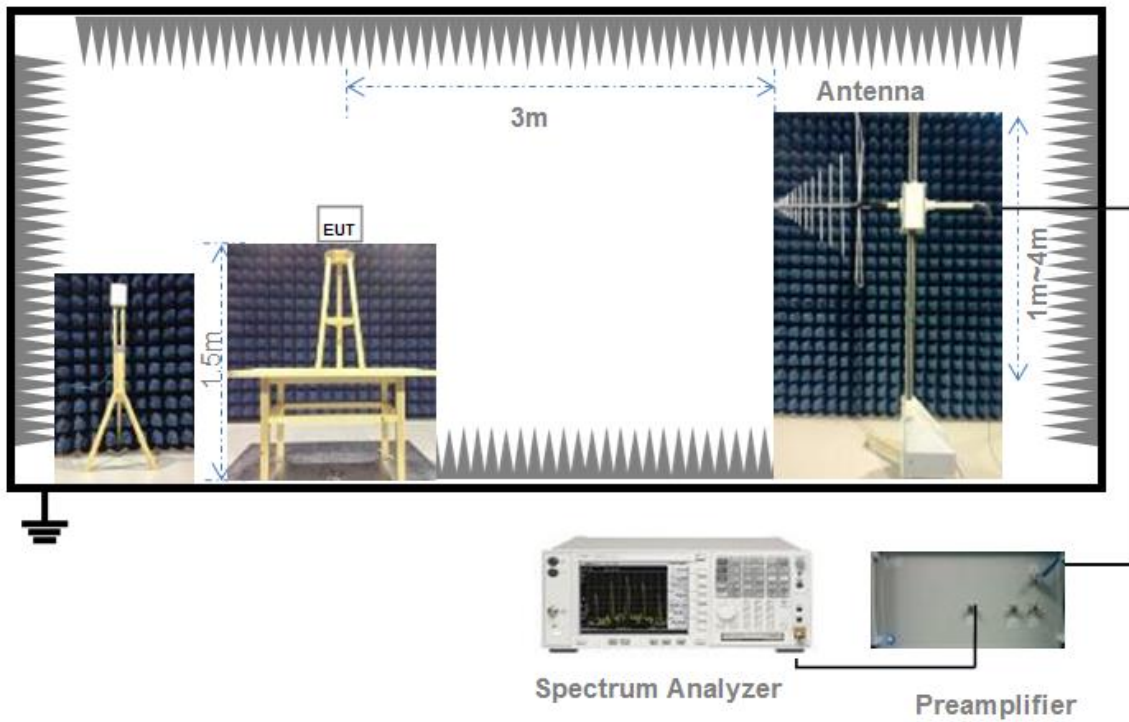 Antenna
3m
EUT
1m~4m
1.5m
Spectrum Analyzer
Preamplifier